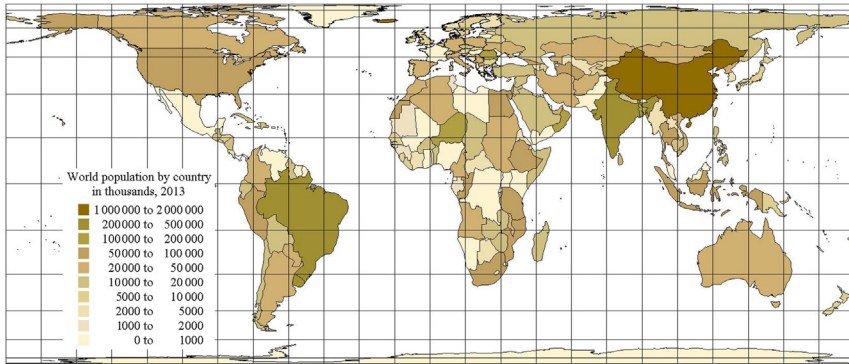 World population by country
in thousands, 2013
1 000 000 to 2 000 000
200 000 to 500 000
100 000 to 200 000
50 000 to 100 000
20 000 to 50 000
10 000 to 20 000
5000 to 10 000
2000 to 5000
1000 to 2000
0 to 1000